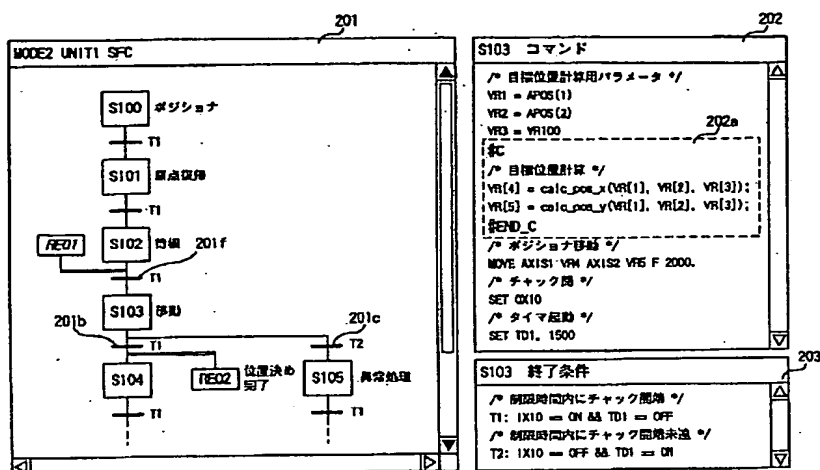 201
MODE2 UNIT1 SFC
S100 ポジショナ
T1
S101 原点復帰
T1
S102 待機
REQ1
201f
T1
S103 移動
201b
T1
201c
T2
S104
REQ2 位置決め
完了
S105 異常処理
T1
T1
202
S103 コマンド
/* 目標位置計算用パラメータ */
VR1 = APOS(1)
VR2 = APOS(2)
VR3 = VR100
202a
#C
/* 目標位置計算 */
VR[4] = calc_pos_x(VR[1], VR[2], VR[3]);
VR[5] = calc_pos_y(VR[1], VR[2], VR[3]);
#END_C
/* ポジショナ移動 */
MOVE AXIS1 VR4 AXIS2 VR5 F 2000.
/* チャック開 */
SET OX10
/* タイマ起動 */
SET TD1, 1500
203
S103 終了条件
/* 制限時間内にチャック開端 */
T1: IX10 == ON && TD1 == OFF
/* 制限時間内にチャック開端未達 */
T2: IX10 == OFF && TD1 == ON